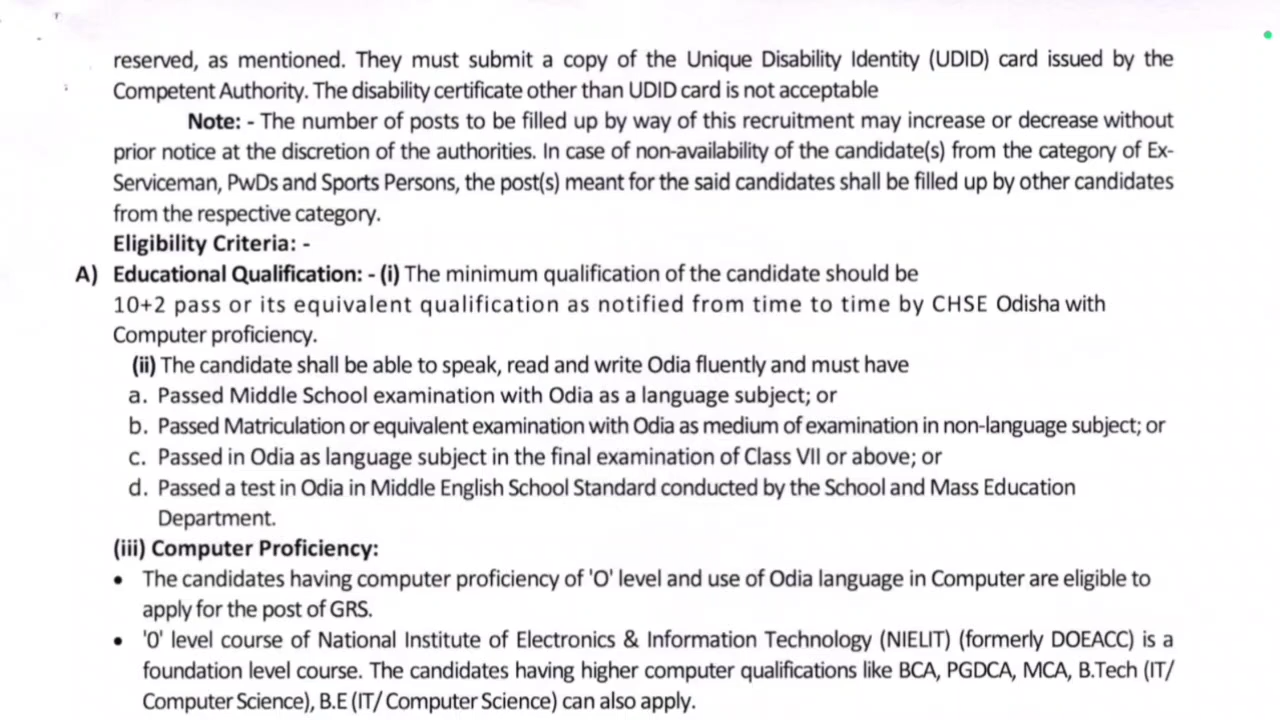 reserved, as mentioned. They must submit a copy of the Unique Disability Identity (UDID) card issued by the
Competent Authority. The disability certificate other than UDID card is not acceptable
Note: - The number of posts to be filled up by way of this recruitment may increase or decrease without
prior notice at the discretion of the authorities. In case of non-availability of the candidate(s) from the category of Ex-
Serviceman, PwDs and Sports Persons, the post(s) meant for the said candidates shall be filled up by other candidates
from the respective category.
Eligibility Criteria: -
A) Educational Qualification: - (i) The minimum qualification of the candidate should be
10+2 pass or its equivalent qualification as notified from time to time by CHSE Odisha with
Computer proficiency.
(ii) The candidate shall be able to speak, read and write Odia fluently and must have
a. Passed Middle School examination with Odia as a language subject; or
b. Passed Matriculation or equivalent examination with Odia as medium of examination in non-language subject; or
c. Passed in Odia as language subject in the final examination of Class VII or above; or
d. Passed a test in Odia in Middle English School Standard conducted by the School and Mass Education
Department.
(iii) Computer Proficiency:
• The candidates having computer proficiency of 'O' level and use of Odia language in Computer are eligible to
apply for the post of GRS.
• '0' level course of National Institute of Electronics & Information Technology (NIELIT) (formerly DOEACC) is a
foundation level course. The candidates having higher computer qualifications like BCA, PGDCA, MCA, B.Tech (IT/
Computer Science), B.E (IT/ Computer Science) can also apply.